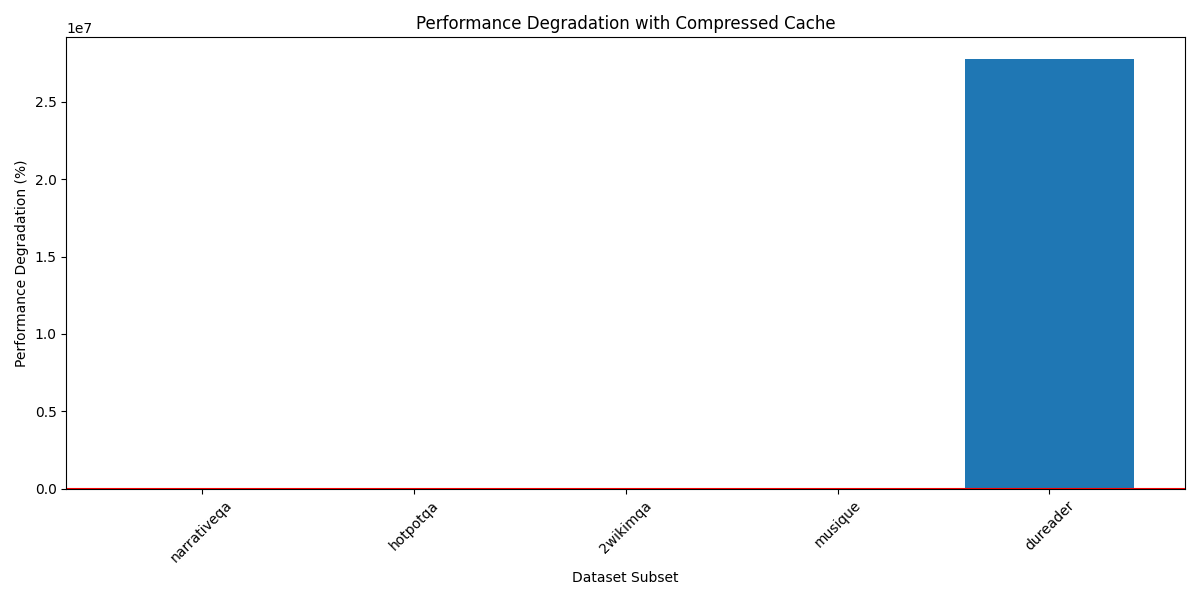 Performance Degradation with Compressed Cache
1e7
Performance Degradation (%)
2.5
2.0
1.5
1.0
0.5
0.0
narrativeqa
hotpotqa
2wikimqa
musique
dureader
Dataset Subset